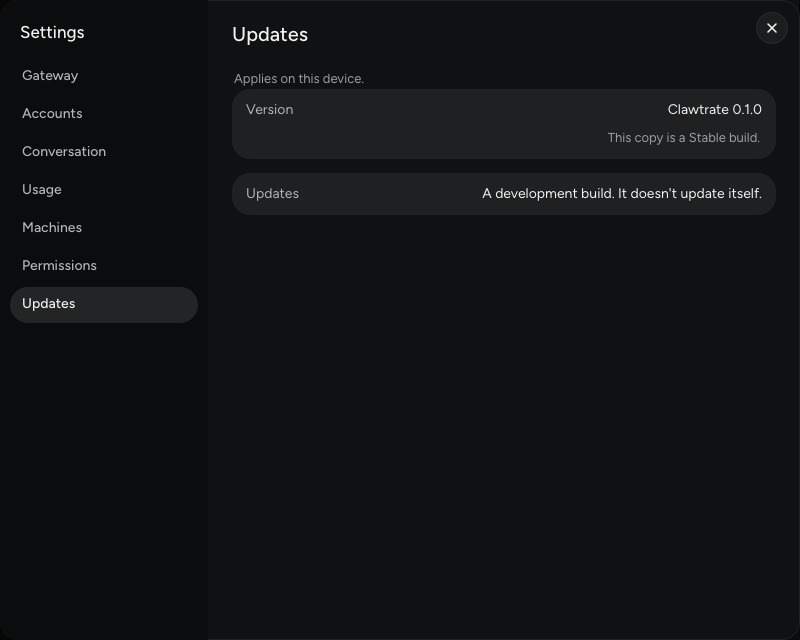 Settings
Gateway
Accounts
Conversation
Usage
Machines
Permissions
Updates
Updates
Applies on this device.
Version
Clawtrate 0.1.0
This copy is a Stable build.
Updates
A development build. It doesn't update itself.